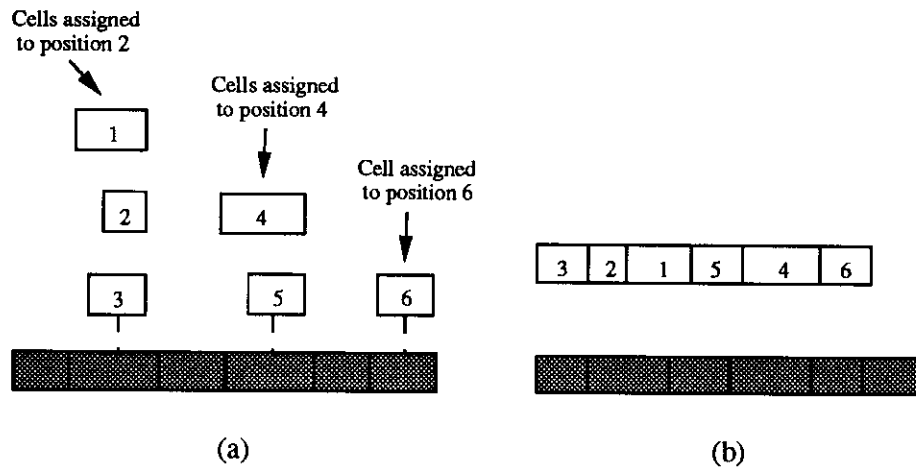 Cells assigned
to position 2
Cells assigned
to position 4
Cell assigned
to position 6
1
2
4
3
5
6
3 2 1 5 4 6
(a)
(b)